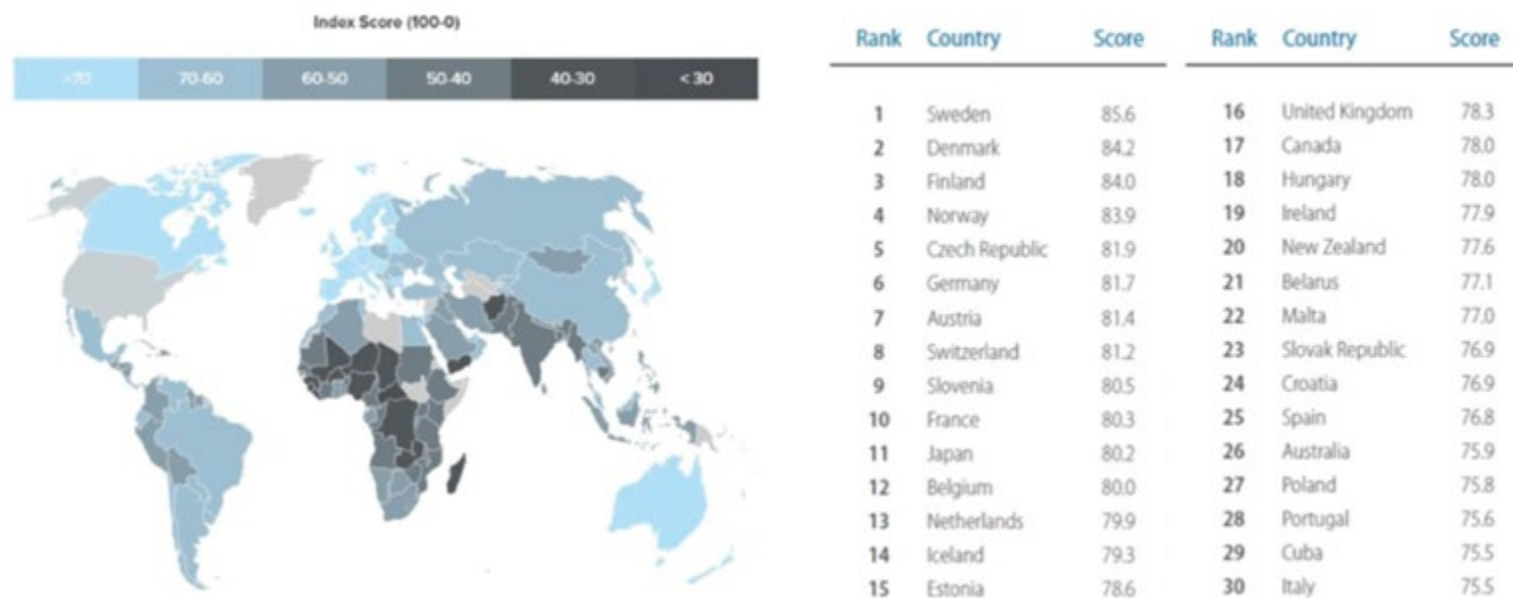 Index Score (100-0)
>70 70-60 60-50 50-40 40-30 < 30
Rank Country Score
1 Sweden 85.6
2 Denmark 84.2
3 Finland 84.0
4 Norway 83.9
5 Czech Republic 81.9
6 Germany 81.7
7 Austria 81.4
8 Switzerland 81.2
9 Slovenia 80.5
10 France 80.3
11 Japan 80.2
12 Belgium 80.0
13 Netherlands 79.9
14 Iceland 79.3
15 Estonia 78.6
Rank Country Score
16 United Kingdom 78.3
17 Canada 78.0
18 Hungary 78.0
19 Ireland 77.9
20 New Zealand 77.6
21 Belarus 77.1
22 Malta 77.0
23 Slovak Republic 76.9
24 Croatia 76.9
25 Spain 76.8
26 Australia 75.9
27 Poland 75.8
28 Portugal 75.6
29 Cuba 75.5
30 Italy 75.5